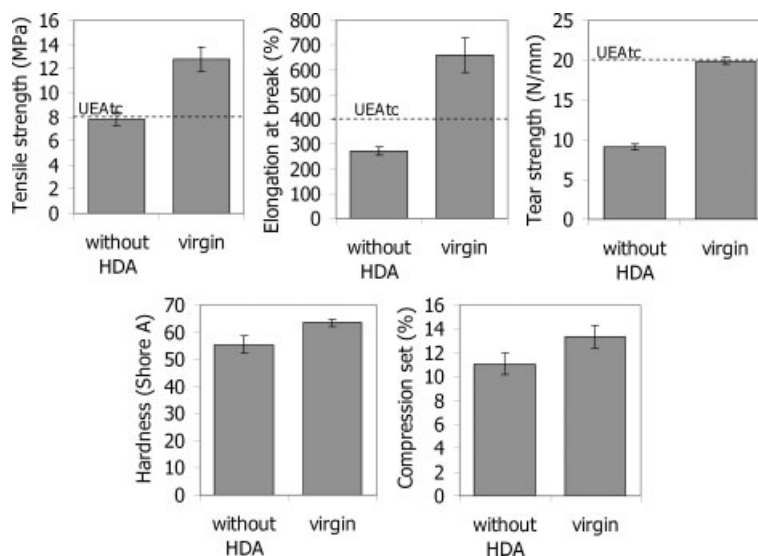 Tensile strength (MPa)
16
14
12
10
8
6
4
2
0
UEAtc
without
HDA
virgin
Elongation at break (%)
800
700
600
500
400
300
200
100
0
UEAtc
without
HDA
virgin
Tear strength (N/mm)
25
20
15
10
5
0
UEAtc
without
HDA
virgin
Hardness (Shore A)
70
60
50
40
30
20
10
0
without
HDA
virgin
Compression set (%)
16
14
12
10
8
6
4
2
0
without
HDA
virgin